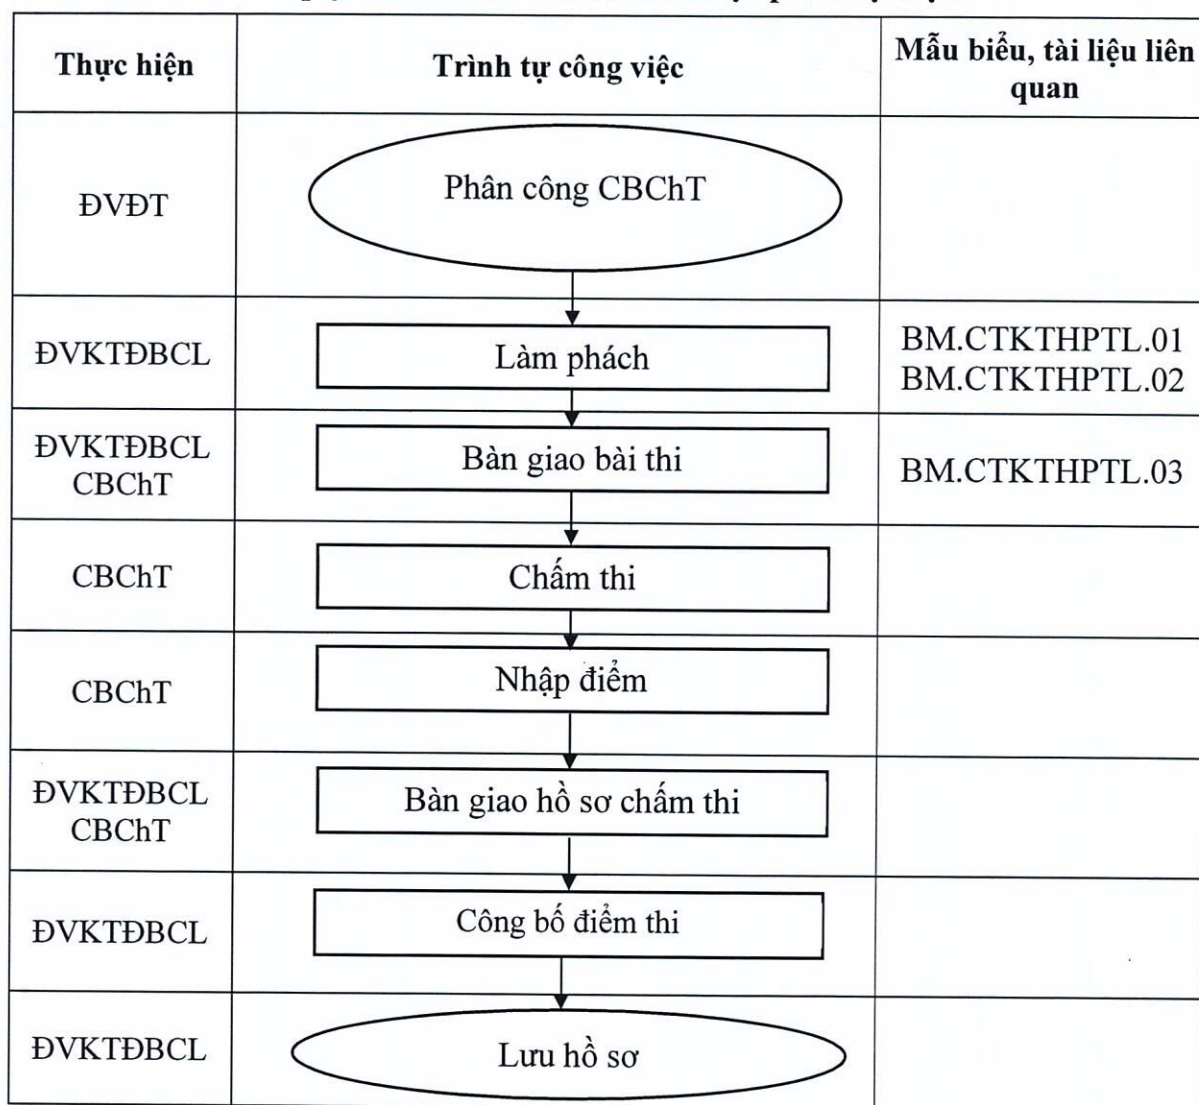 Thực hiện
Trình tự công việc
Mẫu biểu, tài liệu liên
quan
ĐVĐT
Phân công CBChT
ĐVKTĐBCL
Làm phách
BM.CTKTHPTL.01
BM.CTKTHPTL.02
ĐVKTĐBCL
CBChT
Bàn giao bài thi
BM.CTKTHPTL.03
CBChT
Chấm thi
CBChT
Nhập điểm
ĐVKTĐBCL
CBChT
Bàn giao hồ sơ chấm thi
ĐVKTĐBCL
Công bố điểm thi
ĐVKTĐBCL
Lưu hồ sơ